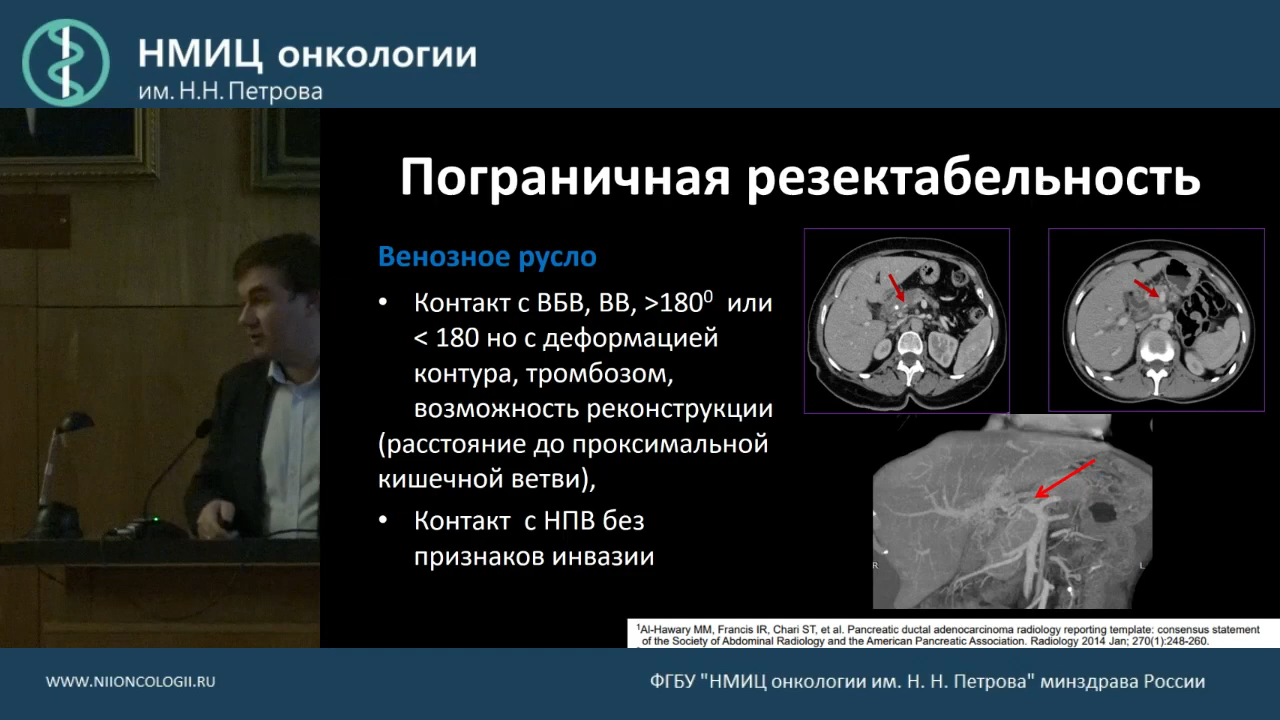 НМИЦ онкологии
им. Н.Н. Петрова
Пограничная резектабельность
Венозное русло
• Контакт с ВБВ, ВВ, >180⁰ или
< 180 но с деформацией
контура, тромбозом,
возможность реконструкции
(расстояние до проксимальной
кишечной ветви),
• Контакт с НПВ без
признаков инвазии
R
L
¹Al-Hawary MM, Francis IR, Chari ST, et al. Pancreatic ductal adenocarcinoma radiology reporting template: consensus statement
of the Society of Abdominal Radiology and the American Pancreatic Association. Radiology 2014 Jan; 270(1):248-260.
WWW.NIIONCOLOGII.RU
ФГБУ "НМИЦ онкологии им. Н. Н. Петрова" минздрава России